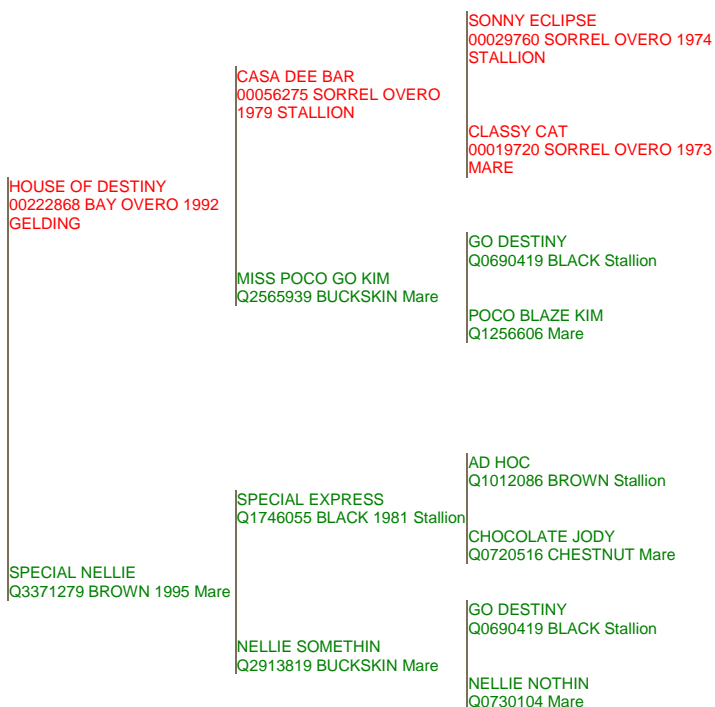 SONNY ECLIPSE
00029760 SORREL OVERO 1974
STALLION
CASA DEE BAR
00056275 SORREL OVERO
1979 STALLION
CLASSY CAT
00019720 SORREL OVERO 1973
MARE
HOUSE OF DESTINY
00222868 BAY OVERO 1992
GELDING
GO DESTINY
Q0690419 BLACK Stallion
MISS POCO GO KIM
Q2565939 BUCKSKIN Mare
POCO BLAZE KIM
Q1256606 Mare
AD HOC
Q1012086 BROWN Stallion
SPECIAL EXPRESS
Q1746055 BLACK 1981 Stallion
CHOCOLATE JODY
Q0720516 CHESTNUT Mare
SPECIAL NELLIE
Q3371279 BROWN 1995 Mare
GO DESTINY
Q0690419 BLACK Stallion
NELLIE SOMETHIN
Q2913819 BUCKSKIN Mare
NELLIE NOTHIN
Q0730104 Mare